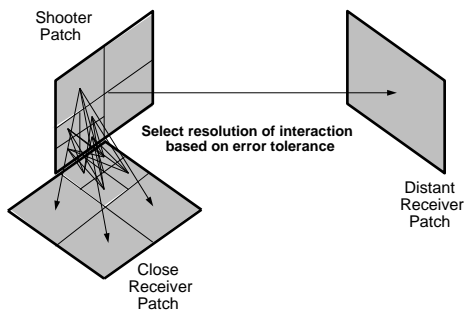 Shooter
Patch
Select resolution of interaction
based on error tolerance
Distant
Receiver
Patch
Close
Receiver
Patch